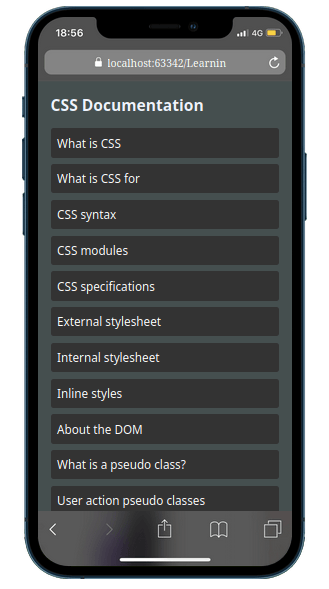 18:56
4G
localhost:63342/Learnin
CSS Documentation
What is CSS
What is CSS for
CSS syntax
CSS modules
CSS specifications
External stylesheet
Internal stylesheet
Inline styles
About the DOM
What is a pseudo class?
User action pseudo classes